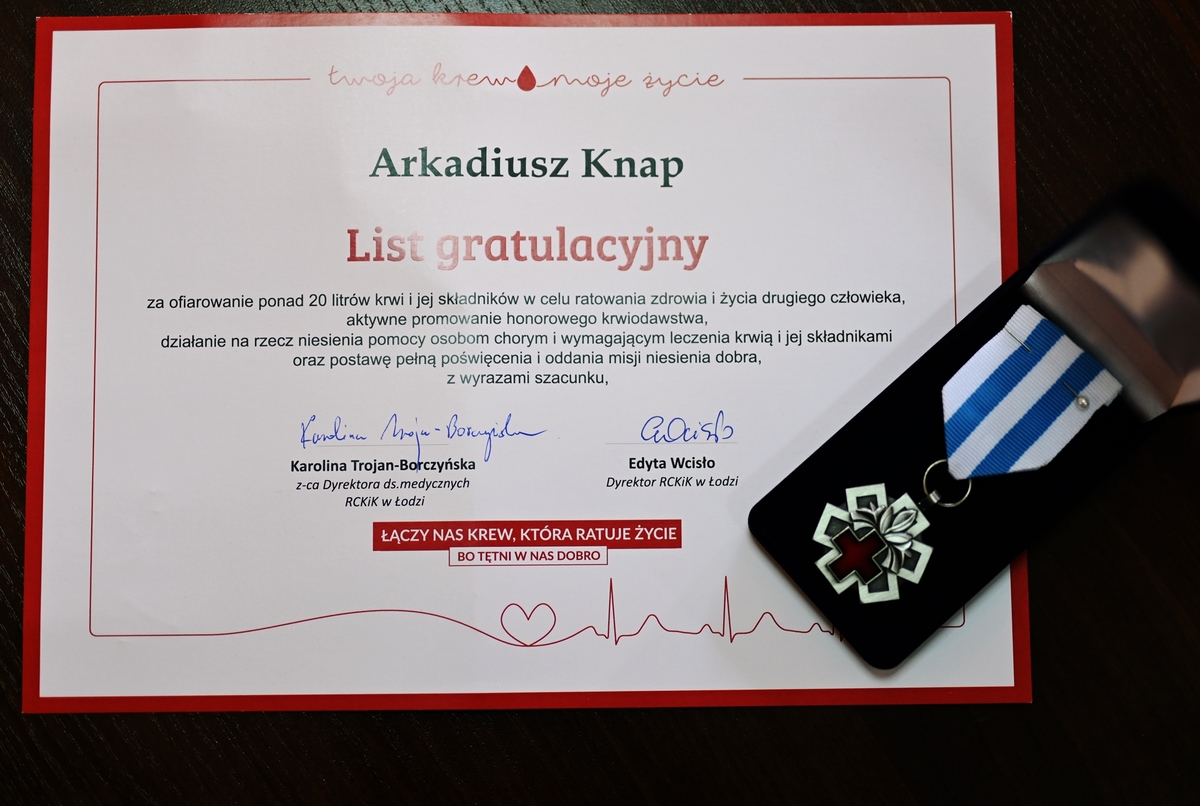 twoja krew moje życie
Arkadiusz Knap
List gratulacyjny
za ofiarowanie ponad 20 litrów krwi i jej składników w celu ratowania zdrowia i życia drugiego człowieka,
aktywne promowanie honorowego krwiodawstwa,
działanie na rzecz niesienia pomocy osobom chorym i wymagającym leczenia krwią i jej składnikami
oraz postawę pełną poświęcenia i oddania misji niesienia dobra,
z wyrazami szacunku,
Karolina Trojan-Borczyńska
EWcisło
Karolina Trojan-Borczyńska
z-ca Dyrektora ds.medycznych
RCKiK w Łodzi
Edyta Wcisło
Dyrektor RCKiK w Łodzi
ŁĄCZY NAS KREW, KTÓRA RATUJE ŻYCIE
BO TĘTNI W NAS DOBRO